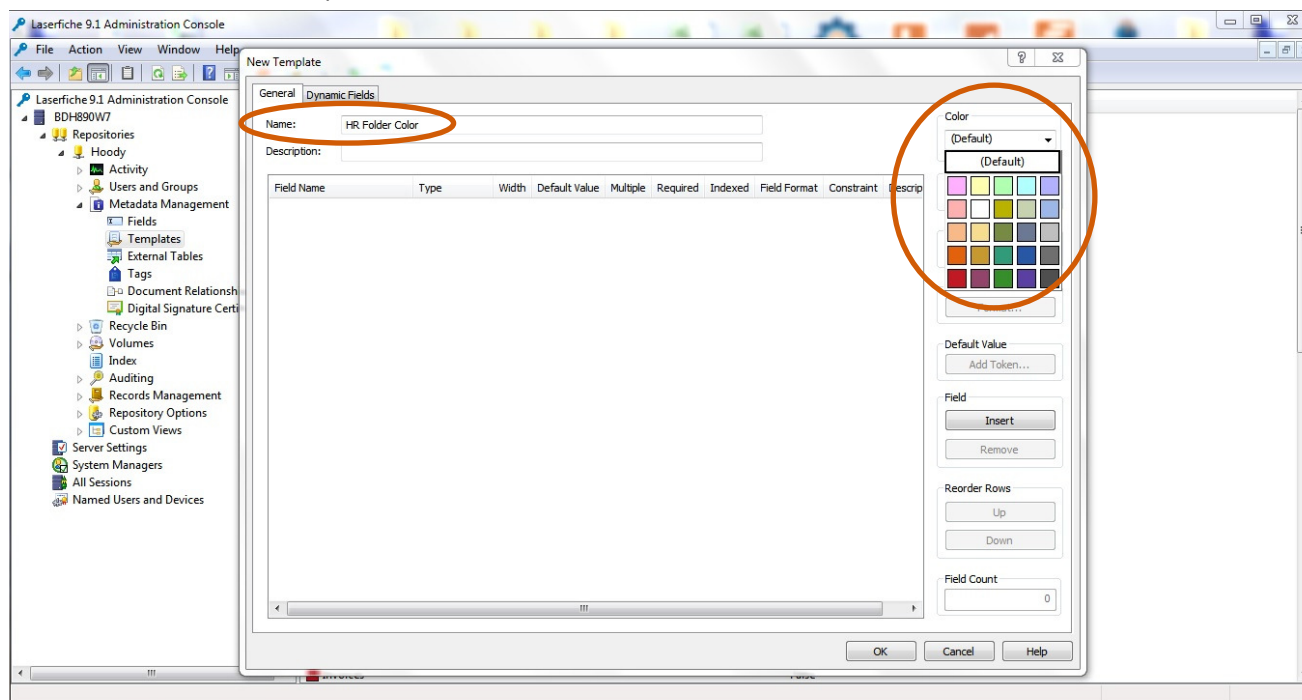 Laserfiche 9.1 Administration Console
File Action View Window Help
New Template
General Dynamic Fields
Name: HR Folder Color
Description:
Field Name Type Width Default Value Multiple Required Indexed Field Format Constraint Descrip
Color
(Default)
(Default)
Default Value
Add Token...
Field
Insert
Remove
Reorder Rows
Up
Down
Field Count
0
OK Cancel Help
Laserfiche 9.1 Administration Console
BDH890W7
Repositories
Hoody
Activity
Users and Groups
Metadata Management
Fields
Templates
External Tables
Tags
Document Relationsh
Digital Signature Certi
Recycle Bin
Volumes
Index
Auditing
Records Management
Repository Options
Custom Views
Server Settings
System Managers
All Sessions
Named Users and Devices